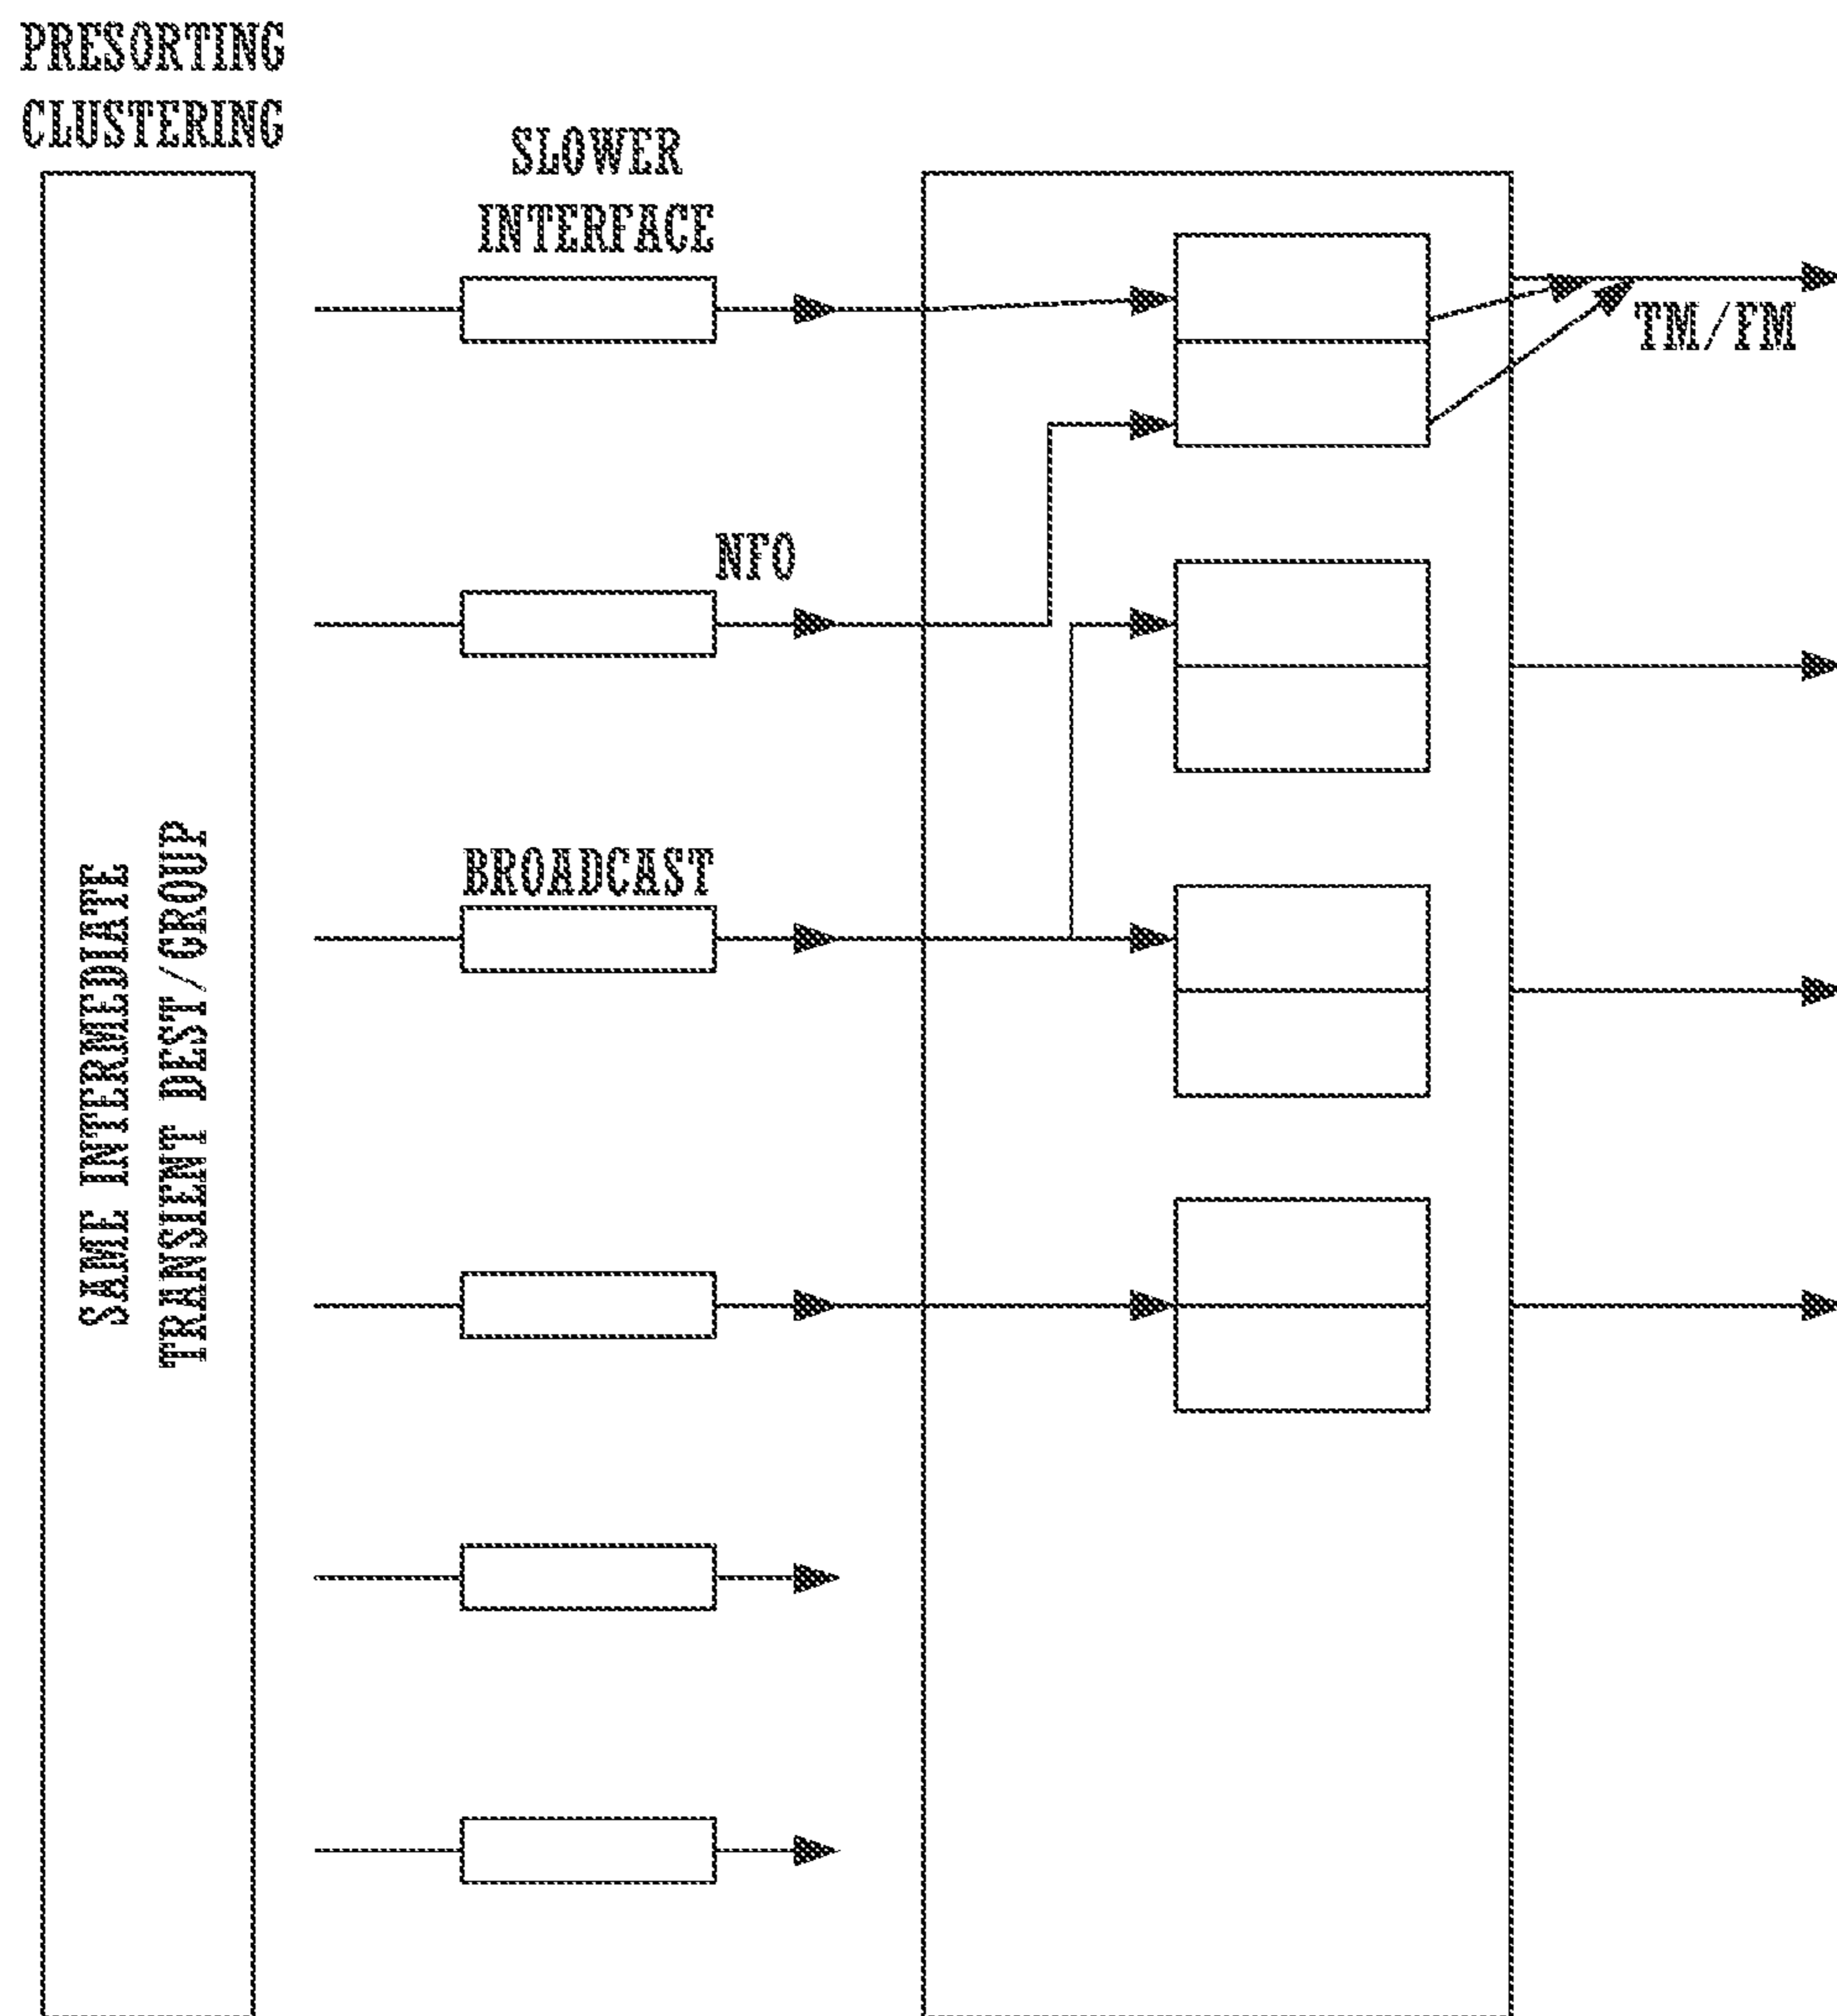 PRESORTING
CLUSTERING
SLOWER
INTERFACE
TM/FM
NFO
BROADCAST
SAME INTERMEDIATE
TRANSIENT DEST/GROUP